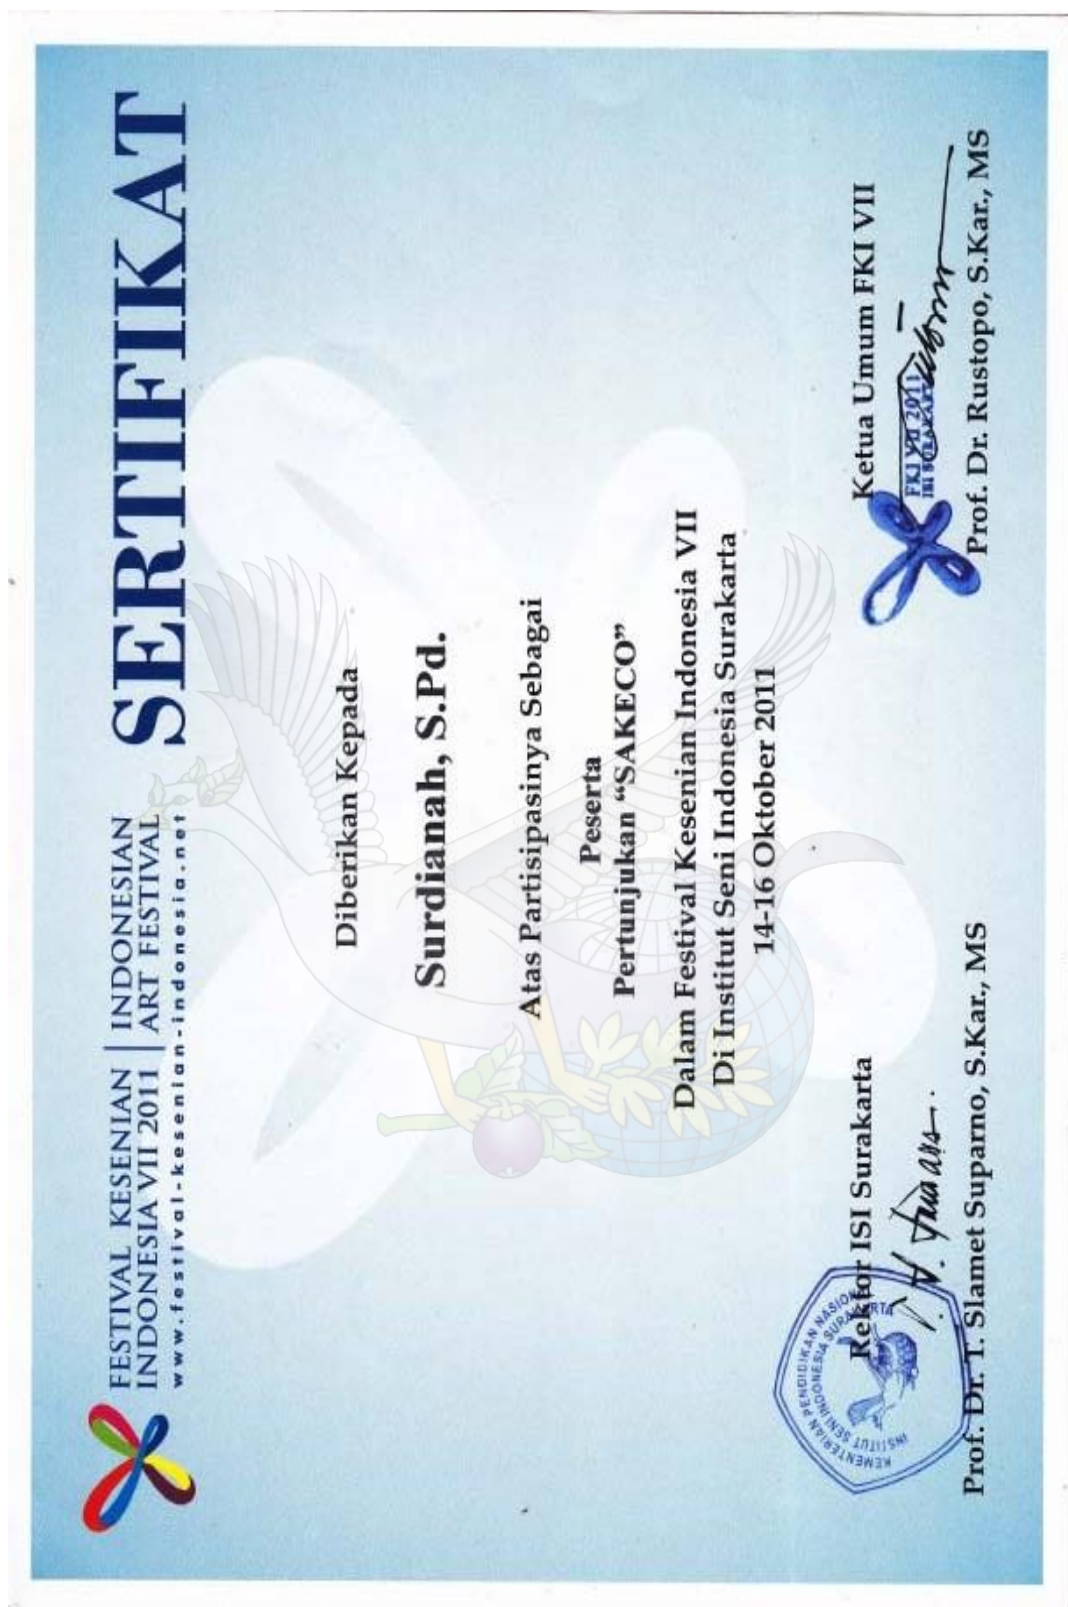 FESTIVAL KESENIAN
INDONESIA VII 2011
INDONESIAN
ART FESTIVAL
www.festival-kesenian-indonesia.net
SERTIFIKAT
Diberikan Kepada
Surdianah, S.Pd.
Atas Partisipasinya Sebagai
Peserta
Pertunjukan “SAKECO”
Dalam Festival Kesenian Indonesia VII
Di Institut Seni Indonesia Surakarta
14-16 Oktober 2011
Rektor ISI Surakarta
KEMENTERIAN PENDIDIKAN NASIONAL
INSTITUT SENI INDONESIA SURAKARTA
Prof. Dr. T. Slamet Suparno, S.Kar., MS
Ketua Umum FKI VII
FKI VII 2011
ISI SURAKARTA
Prof. Dr. Rustopo, S.Kar., MS